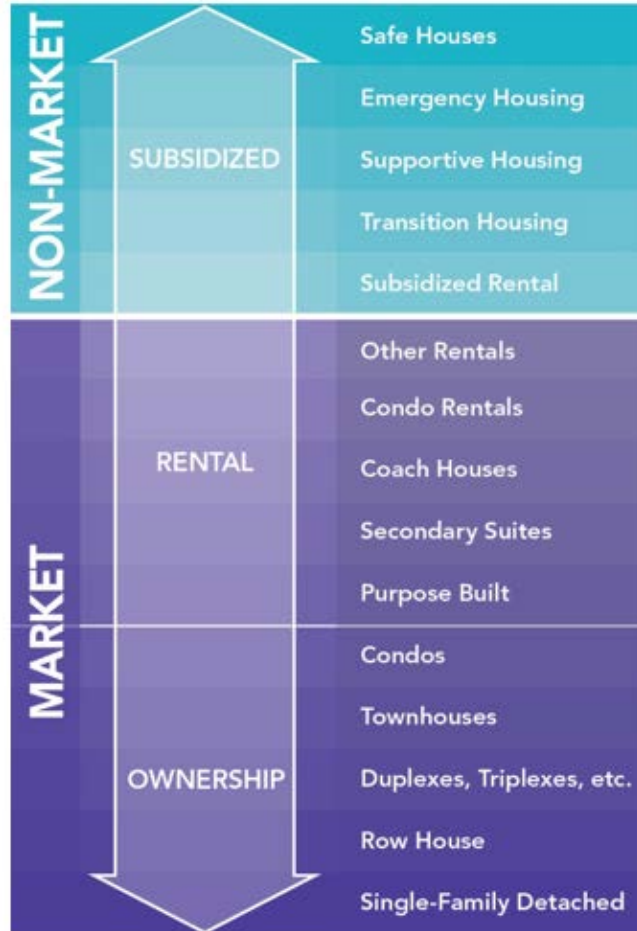 NON-MARKET
SUBSIDIZED
Safe Houses
Emergency Housing
Supportive Housing
Transition Housing
Subsidized Rental
MARKET
RENTAL
Other Rentals
Condo Rentals
Coach Houses
Secondary Suites
Purpose Built
OWNERSHIP
Condos
Townhouses
Duplexes, Triplexes, etc.
Row House
Single-Family Detached